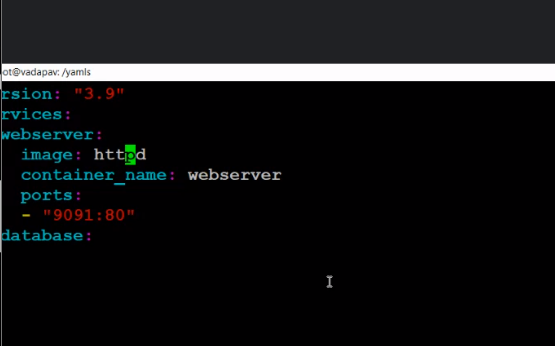 ot@vadapav: /yamls
rsion: "3.9"
rvices:
webserver:
image: httpd
container_name: webserver
ports:
- "9091:80"
database: